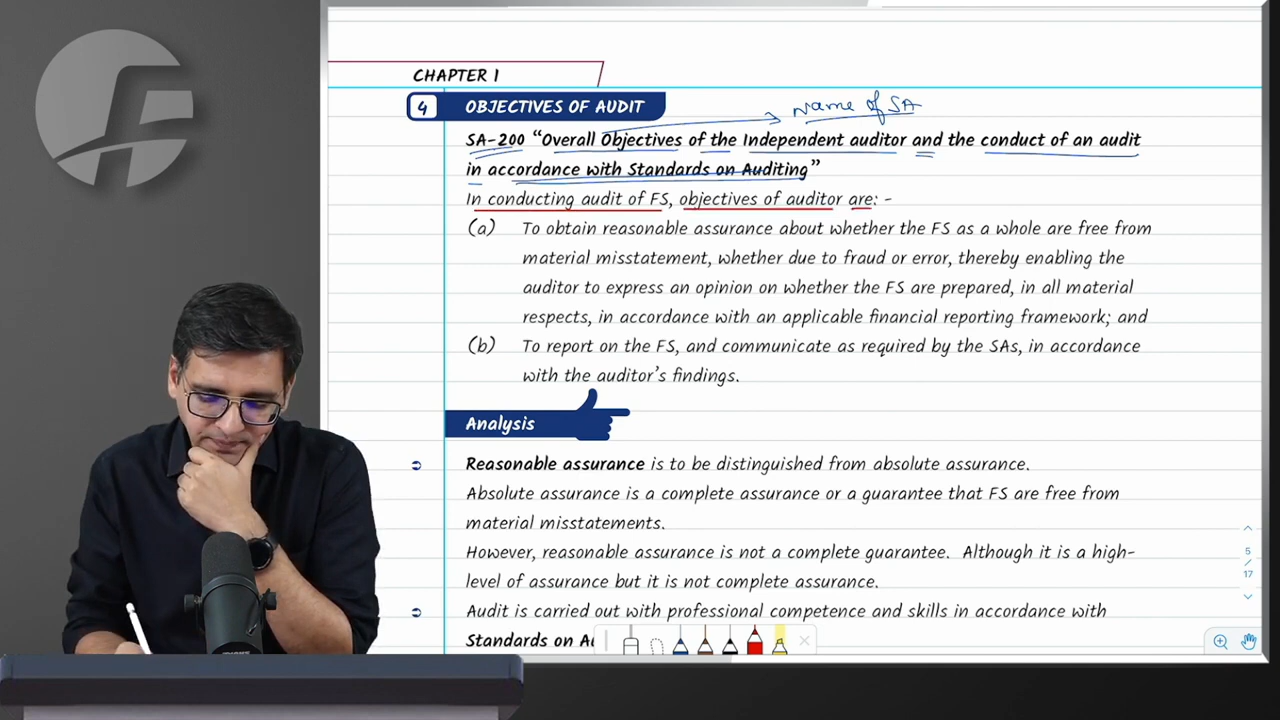 CHAPTER 1
4 OBJECTIVES OF AUDIT
Name of SA
SA-200 “Overall Objectives of the Independent auditor and the conduct of an audit
in accordance with Standards on Auditing”
In conducting audit of FS, objectives of auditor are: -
(a) To obtain reasonable assurance about whether the FS as a whole are free from
material misstatement, whether due to fraud or error, thereby enabling the
auditor to express an opinion on whether the FS are prepared, in all material
respects, in accordance with an applicable financial reporting framework; and
(b) To report on the FS, and communicate as required by the SAs, in accordance
with the auditor’s findings.
Analysis
Reasonable assurance is to be distinguished from absolute assurance.
Absolute assurance is a complete assurance or a guarantee that FS are free from
material misstatements.
However, reasonable assurance is not a complete guarantee. Although it is a high-
level of assurance but it is not complete assurance.
Audit is carried out with professional competence and skills in accordance with
Standards on
5
/
17